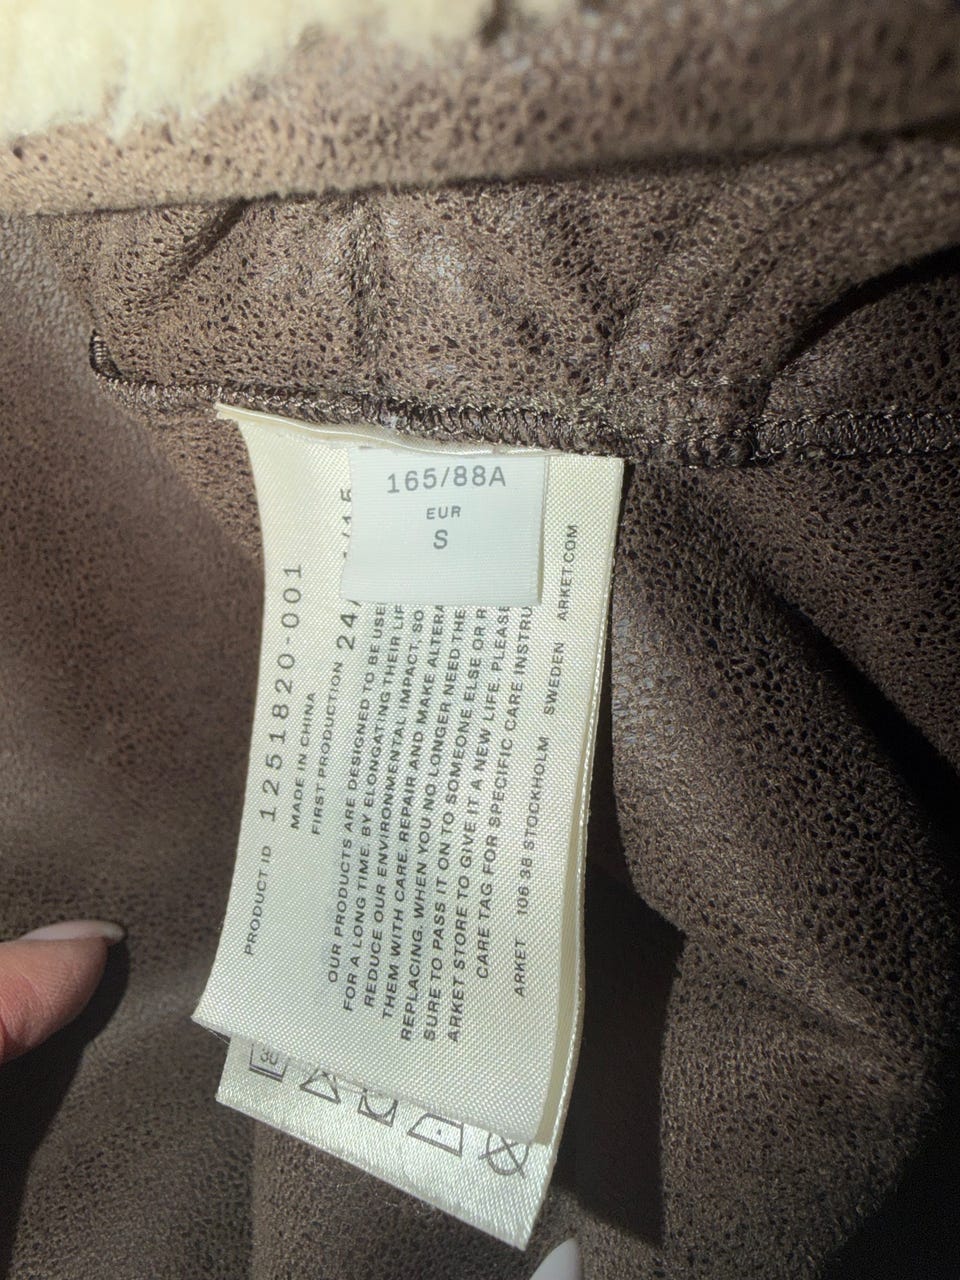 165/88A
EUR
S
PRODUCT ID 1251820-001
MADE IN CHINA
FIRST PRODUCTION 24/
OUR PRODUCTS ARE DESIGNED TO BE USE
FOR A LONG TIME. BY ELONGATING THEIR LIF
REDUCE OUR ENVIRONMENTAL IMPACT, SO
THEM WITH CARE. REPAIR AND MAKE ALTERA
REPLACING. WHEN YOU NO LONGER NEED THE
SURE TO PASS IT ON TO SOMEONE ELSE OR R
ARKET STORE TO GIVE IT A NEW LIFE. PLEASE
CARE TAG FOR SPECIFIC CARE INSTRU
ARKET 106 38 STOCKHOLM SWEDEN ARKET.COM